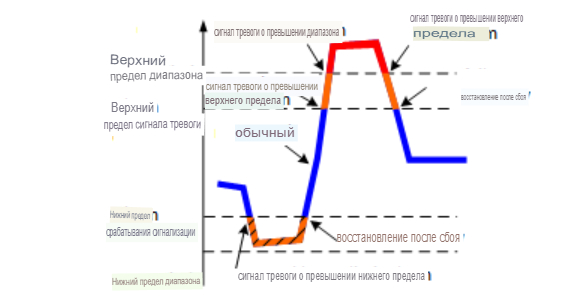 сигнал тревоги о превышении верхнего
предела
сигнал тревоги о превышении диапазона
Верхний
предел диапазона
сигнал тревоги о превышении
верхнего предела
восстановление после сбоя
Верхний
предел сигнала тревоги
обычный
Нижний предел
срабатывания сигнализации
восстановление после сбоя
сигнал тревоги о превышении нижнего предела
Нижний предел диапазона